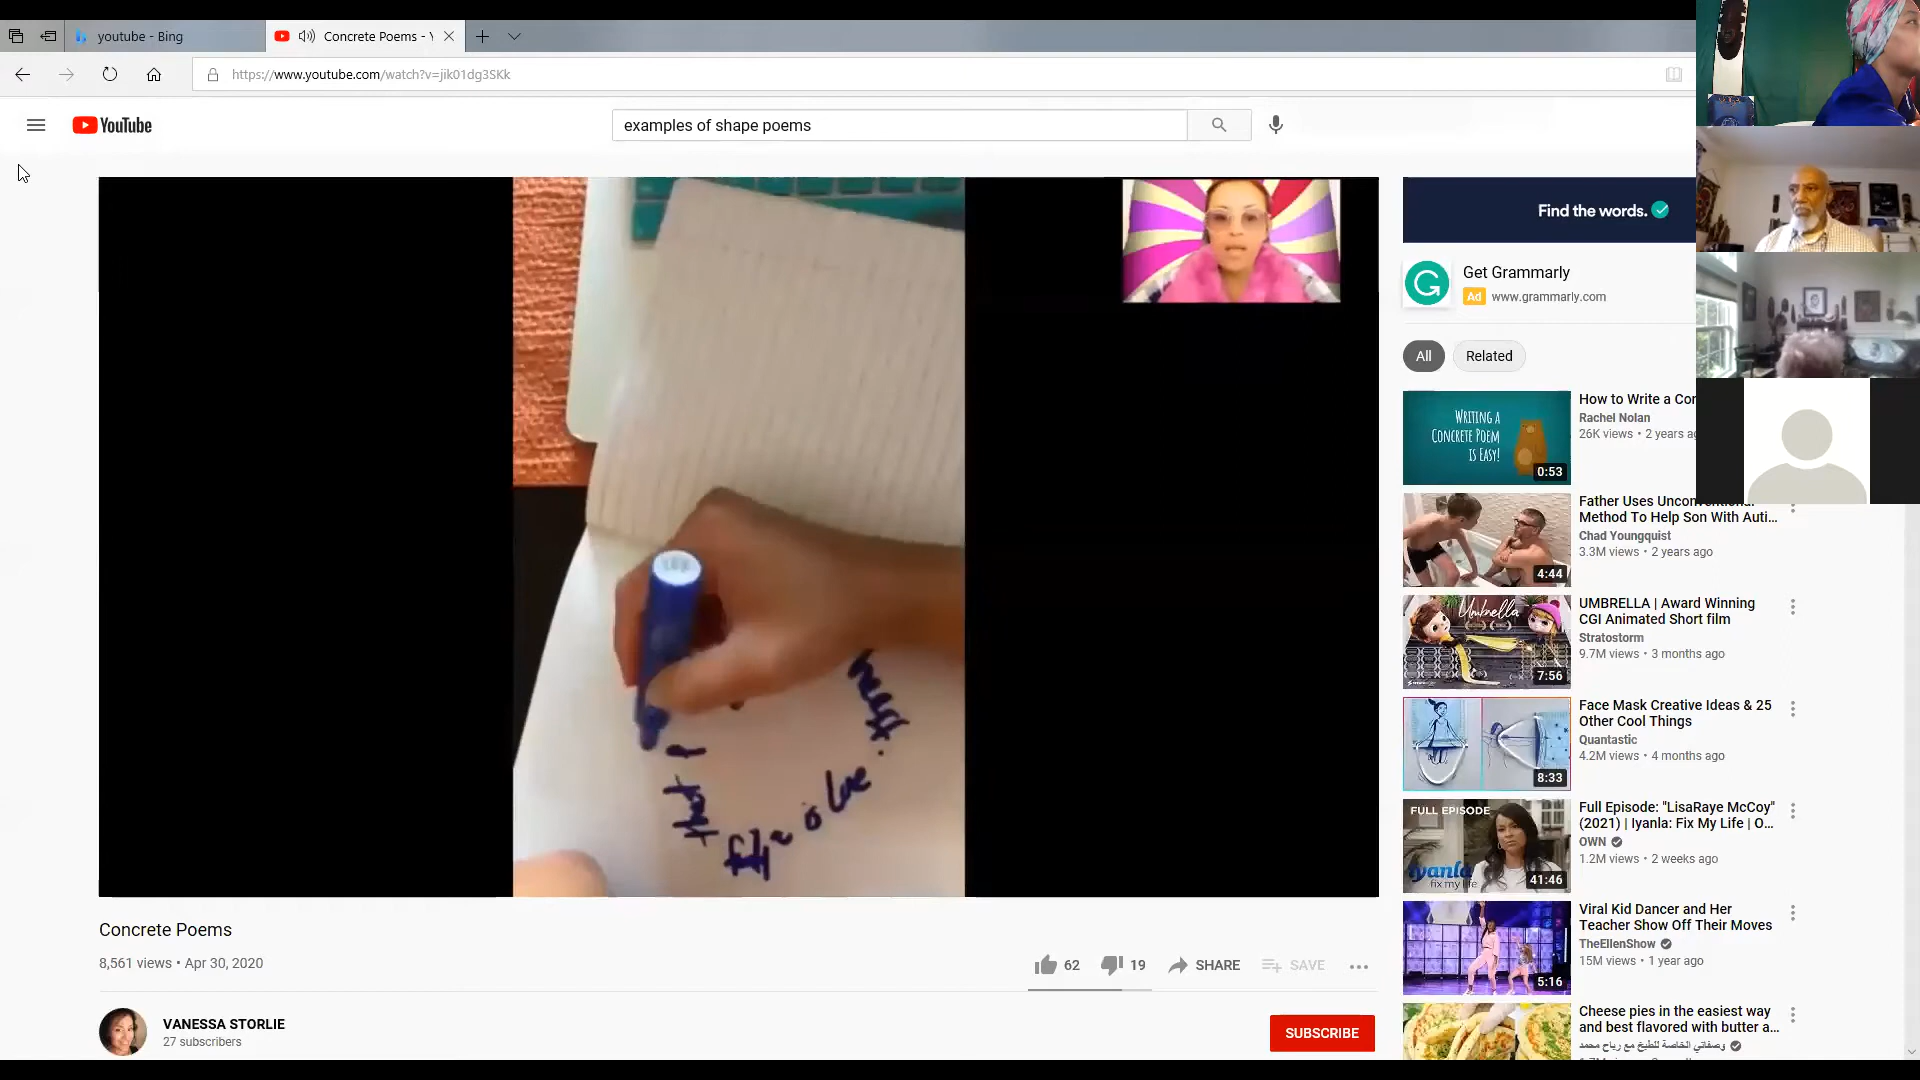 youtube - Bing
Concrete Poems - Y
https://www.youtube.com/watch?v=jik01dg3SKk
YouTube
examples of shape poems
Find the words.
Get Grammarly
Ad www.grammarly.com
All
Related
WRITING A
CONCRETE POEM
IS EASY!
0:53
How to Write a Con
Rachel Nolan
26K views • 2 years ag
4:44
Father Uses Unconventional
Method To Help Son With Auti...
Chad Youngquist
3.3M views • 2 years ago
Umbrella
7:56
UMBRELLA | Award Winning
CGI Animated Short film
Stratostorm
9.7M views • 3 months ago
8:33
Face Mask Creative Ideas & 25
Other Cool Things
Quantastic
4.2M views • 4 months ago
FULL EPISODE
iyanla
fix my life
41:46
Full Episode: "LisaRaye McCoy"
(2021) | Iyanla: Fix My Life | O...
OWN
1.2M views • 2 weeks ago
5:16
Viral Kid Dancer and Her
Teacher Show Off Their Moves
TheEllenShow
15M views • 1 year ago
Cheese pies in the easiest way
and best flavored with butter a...
وصفاتي الخاصة للطبخ مع رباح محمد
that
Concrete Poems
8,561 views • Apr 30, 2020
62
19
SHARE
SAVE
VANESSA STORLIE
27 subscribers
SUBSCRIBE